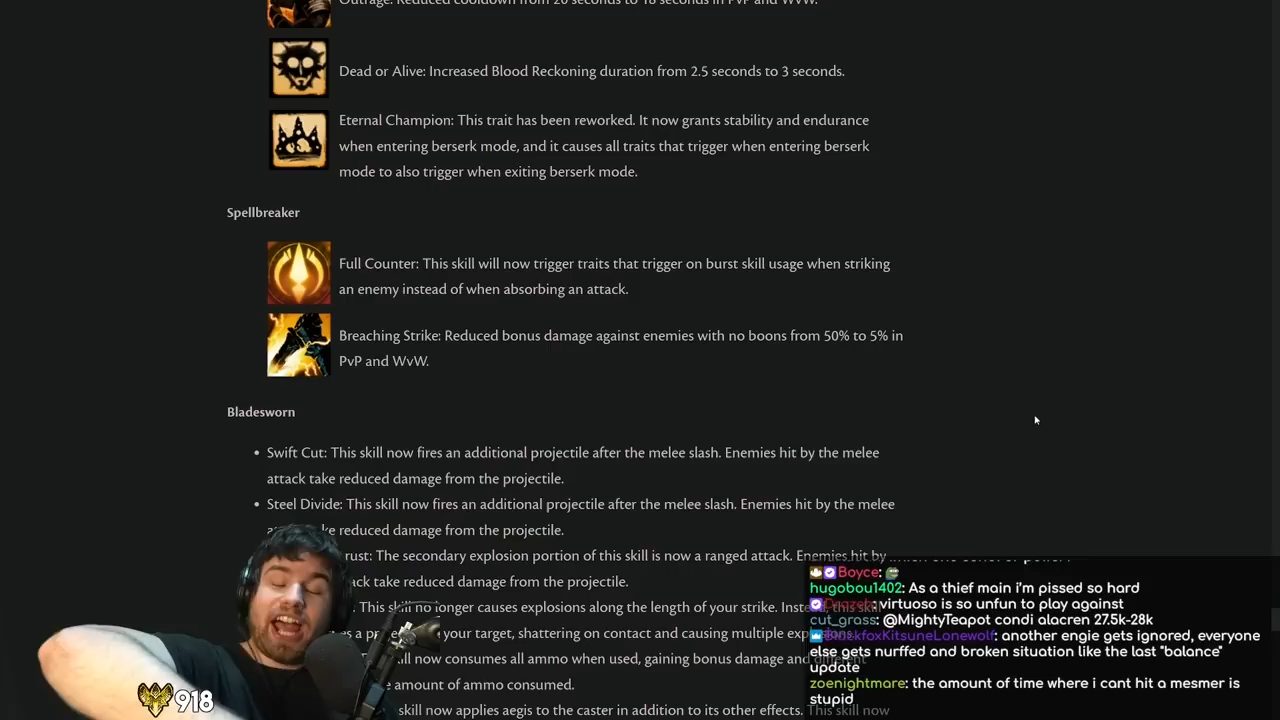 Outrage: Reduced cooldown from 20 seconds to 18 seconds in PvP and WvW.
Dead or Alive: Increased Blood Reckoning duration from 2.5 seconds to 3 seconds.
Eternal Champion: This trait has been reworked. It now grants stability and endurance
when entering berserk mode, and it causes all traits that trigger when entering berserk
mode to also trigger when exiting berserk mode.
Spellbreaker
Full Counter: This skill will now trigger traits that trigger on burst skill usage when striking
an enemy instead of when absorbing an attack.
Breaching Strike: Reduced bonus damage against enemies with no boons from 50% to 5% in
PvP and WvW.
Bladesworn
• Swift Cut: This skill now fires an additional projectile after the melee slash. Enemies hit by the melee
attack take reduced damage from the projectile.
• Steel Divide: This skill now fires an additional projectile after the melee slash. Enemies hit by the melee
reduced damage from the projectile.
rust: The secondary explosion portion of this skill is now a ranged attack. Enemies hit by
ack take reduced damage from the projectile.
This skill no longer causes explosions along the length of your strike.
your target, shattering on contact and causing multiple
ill now consumes all ammo when used, gaining bonus damage and
e amount of ammo consumed.
skill now applies aegis to the caster in addition to its other effects. This skill now
Boyce:
hugobou1402: As a thief main i'm pissed so hard
virtuoso is so unfun to play against
cut_grass: @MightyTeapot condi alacren 27.5k-28k
another engie gets ignored, everyone
else gets nurffed and broken situation like the last "balance"
update
zoenightmare: the amount of time where i cant hit a mesmer is
stupid
918